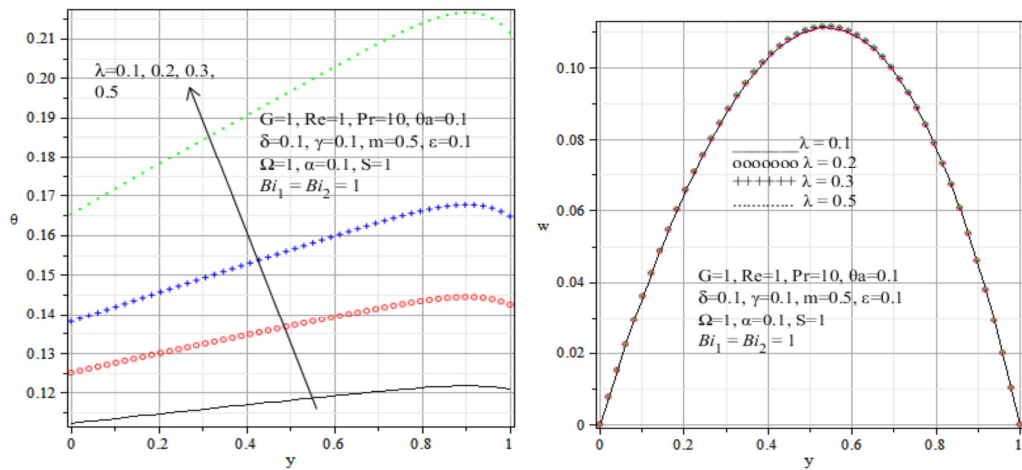 0.21
0.20
0.19
0.18
0.17
θ
0.16
0.15
0.14
0.13
0.12
λ=0.1, 0.2, 0.3,
0.5
G=1, Re=1, Pr=10, θa=0.1
δ=0.1, γ=0.1, m=0.5, ε=0.1
Ω=1, α=0.1, S=1
Bi₁ = Bi₂ = 1
0 0.2 0.4 0.6 0.8 1
y
0.10
0.08
0.06
w
0.04
0.02
0
λ = 0.1
λ = 0.2
λ = 0.3
λ = 0.5
G=1, Re=1, Pr=10, θa=0.1
δ=0.1, γ=0.1, m=0.5, ε=0.1
Ω=1, α=0.1, S=1
Bi₁ = Bi₂ = 1
0 0.2 0.4 0.6 0.8 1
y